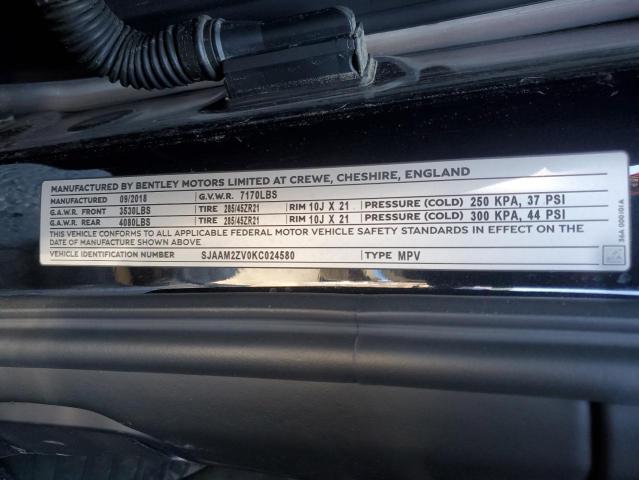 MANUFACTURED BY BENTLEY MOTORS LIMITED AT CREWE, CHESHIRE, ENGLAND
MANUFACTURED 09/2018 G.V.W.R. 7170LBS
G.A.W.R. FRONT 3530LBS TIRE 285/45ZR21 RIM 10J X 21 PRESSURE (COLD) 250 KPA, 37 PSI
G.A.W.R. REAR 4080LBS TIRE 285/45ZR21 RIM 10J X 21 PRESSURE (COLD) 300 KPA, 44 PSI
THIS VEHICLE CONFORMS TO ALL APPLICABLE FEDERAL MOTOR VEHICLE SAFETY STANDARDS IN EFFECT ON THE
DATE OF MANUFACTURE SHOWN ABOVE.
VEHICLE IDENTIFICATION NUMBER SJAAM2ZV0KC024580 TYPE MPV
36A 000101A